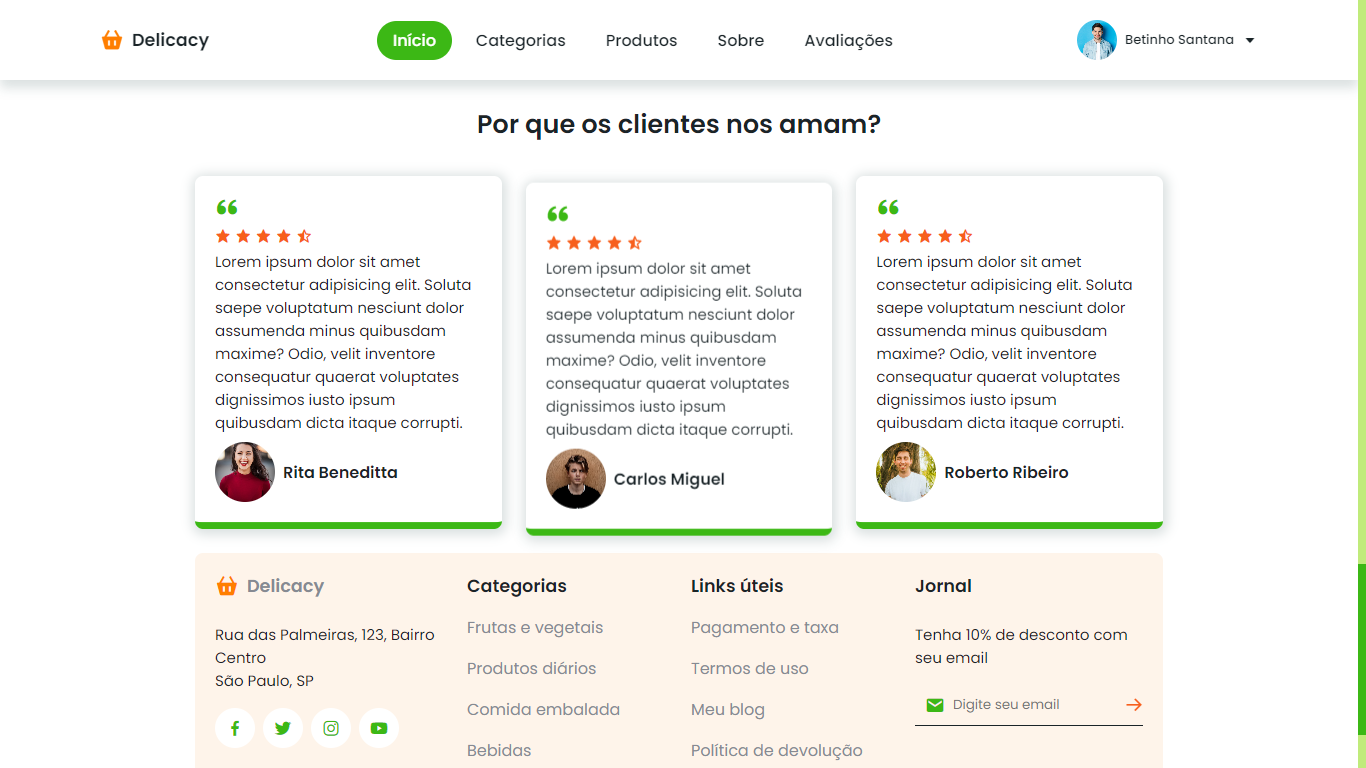 Delicacy
Início
Categorias
Produtos
Sobre
Avaliações
Betinho Santana
Por que os clientes nos amam?
Lorem ipsum dolor sit amet
consectetur adipisicing elit. Soluta
saepe voluptatum nesciunt dolor
assumenda minus quibusdam
maxime? Odio, velit inventore
consequatur quaerat voluptates
dignissimos iusto ipsum
quibusdam dicta itaque corrupti.
Rita Beneditta
Lorem ipsum dolor sit amet
consectetur adipisicing elit. Soluta
saepe voluptatum nesciunt dolor
assumenda minus quibusdam
maxime? Odio, velit inventore
consequatur quaerat voluptates
dignissimos iusto ipsum
quibusdam dicta itaque corrupti.
Carlos Miguel
Lorem ipsum dolor sit amet
consectetur adipisicing elit. Soluta
saepe voluptatum nesciunt dolor
assumenda minus quibusdam
maxime? Odio, velit inventore
consequatur quaerat voluptates
dignissimos iusto ipsum
quibusdam dicta itaque corrupti.
Roberto Ribeiro
Delicacy
Rua das Palmeiras, 123, Bairro
Centro
São Paulo, SP
Categorias
Frutas e vegetais
Produtos diários
Comida embalada
Bebidas
Links úteis
Pagamento e taxa
Termos de uso
Meu blog
Política de devolução
Jornal
Tenha 10% de desconto com
seu email
Digite seu email